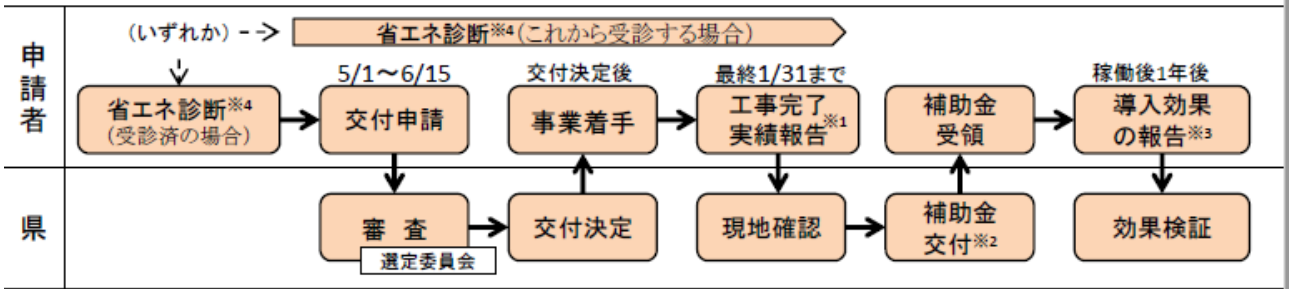 申請者
(いずれか)
省エネ診断※4(これから受診する場合)
省エネ診断※4
(受診済の場合)
5/1～6/15
交付申請
交付決定後
事業着手
最終1/31まで
工事完了
実績報告※1
補助金
受領
稼働後1年後
導入効果
の報告※3
県
審 査
選定委員会
交付決定
現地確認
補助金
交付※2
効果検証